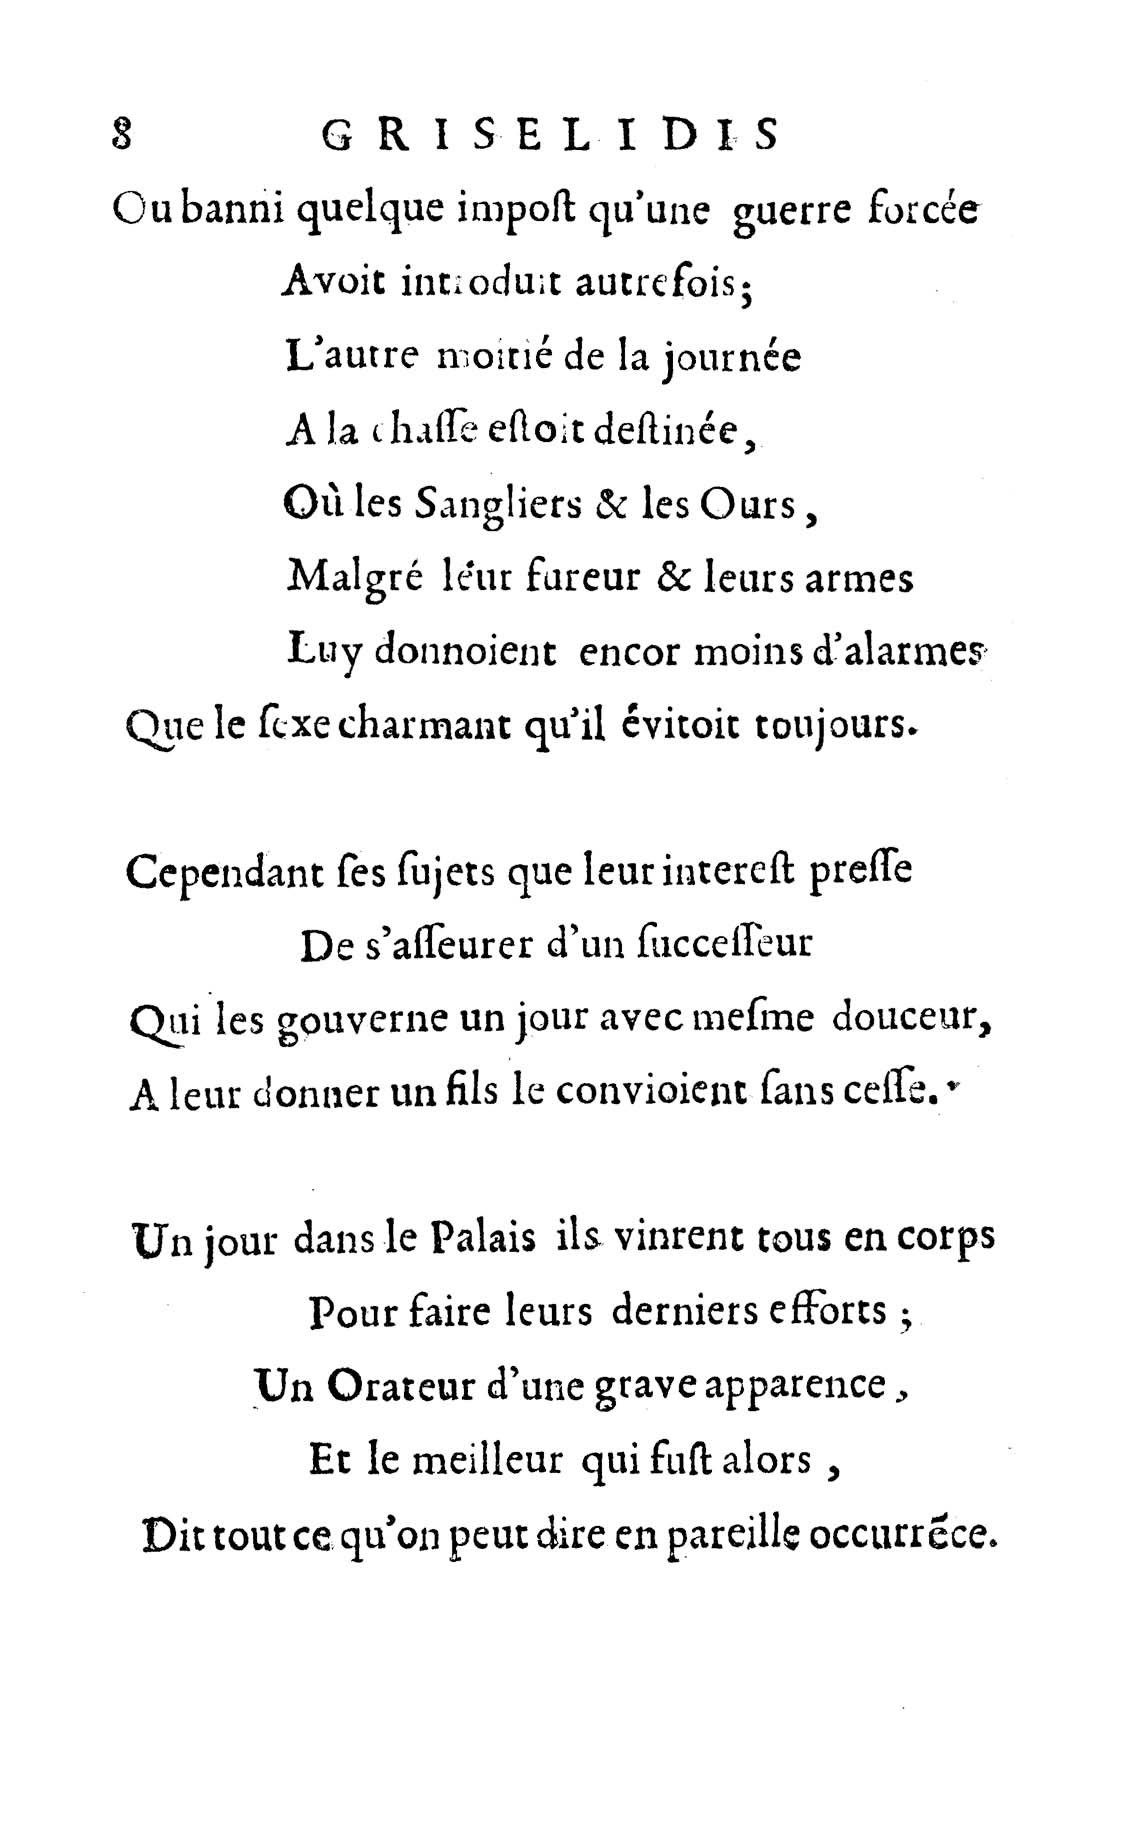 8 GRISELIDIS
Ou banni quelque impoſt qu'une guerre forcée
Avoit introduit autrefois;
L'autre moitié de la journée
A la chaſſe eſtoit deſtinée,
Où les Sangliers & les Ours,
Malgré leur fureur & leurs armes
Luy donnoient encor moins d'alarmes
Que le ſexe charmant qu'il évitoit toujours.
Cependant ſes ſujets que leur intereſt preſſe
De s'aſſeurer d'un ſucceſſeur
Qui les gouverne un jour avec meſme douceur,
A leur donner un fils le convioient ſans ceſſe.
Un jour dans le Palais ils vinrent tous en corps
Pour faire leurs derniers efforts;
Un Orateur d'une grave apparence,
Et le meilleur qui fuſt alors,
Dit tout ce qu'on peut dire en pareille occurrẽce.